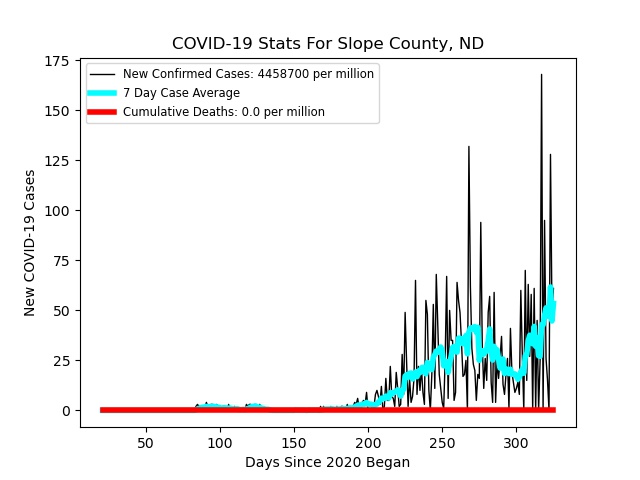 COVID-19 Stats For Slope County, ND
New COVID-19 Cases
175
150
125
100
75
50
25
0
New Confirmed Cases: 4458700 per million
7 Day Case Average
Cumulative Deaths: 0.0 per million
50 100 150 200 250 300
Days Since 2020 Began